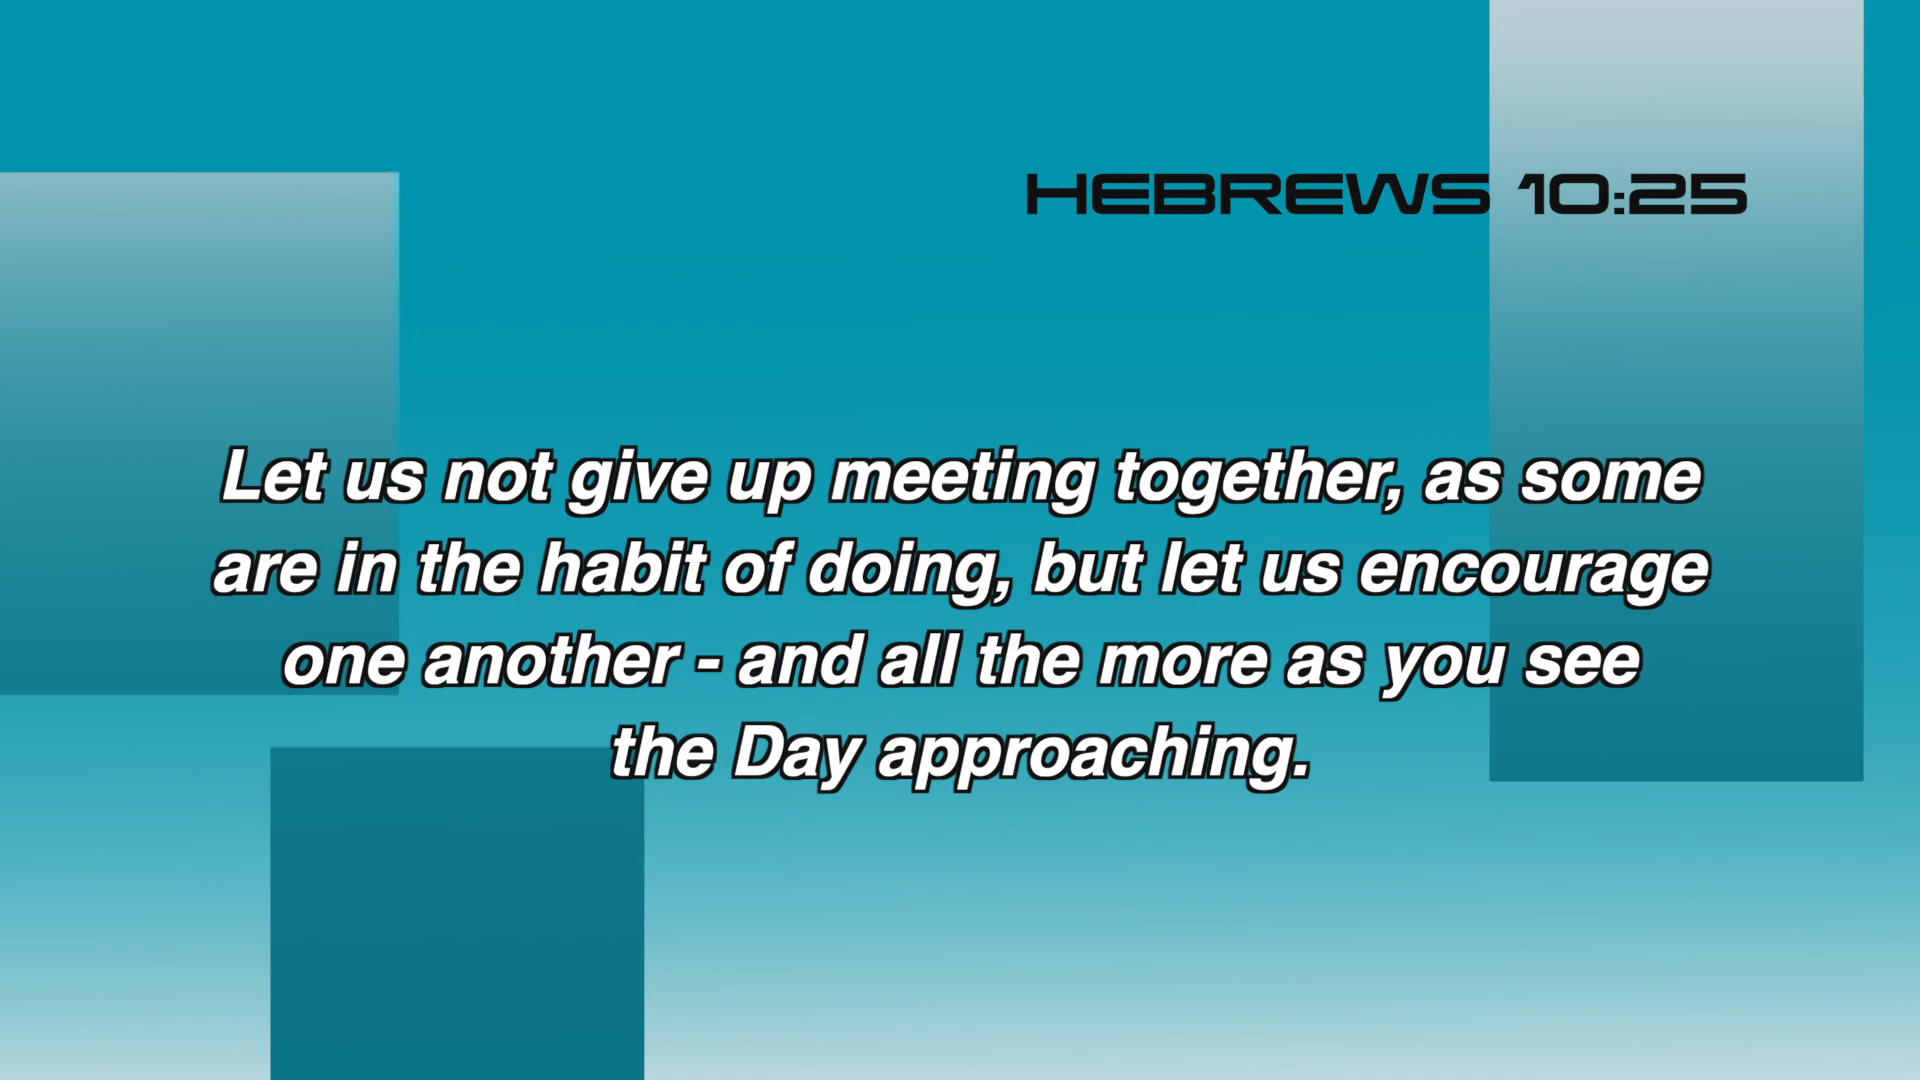 HEBREWS 10:25
Let us not give up meeting together, as some
are in the habit of doing, but let us encourage
one another - and all the more as you see
the Day approaching.